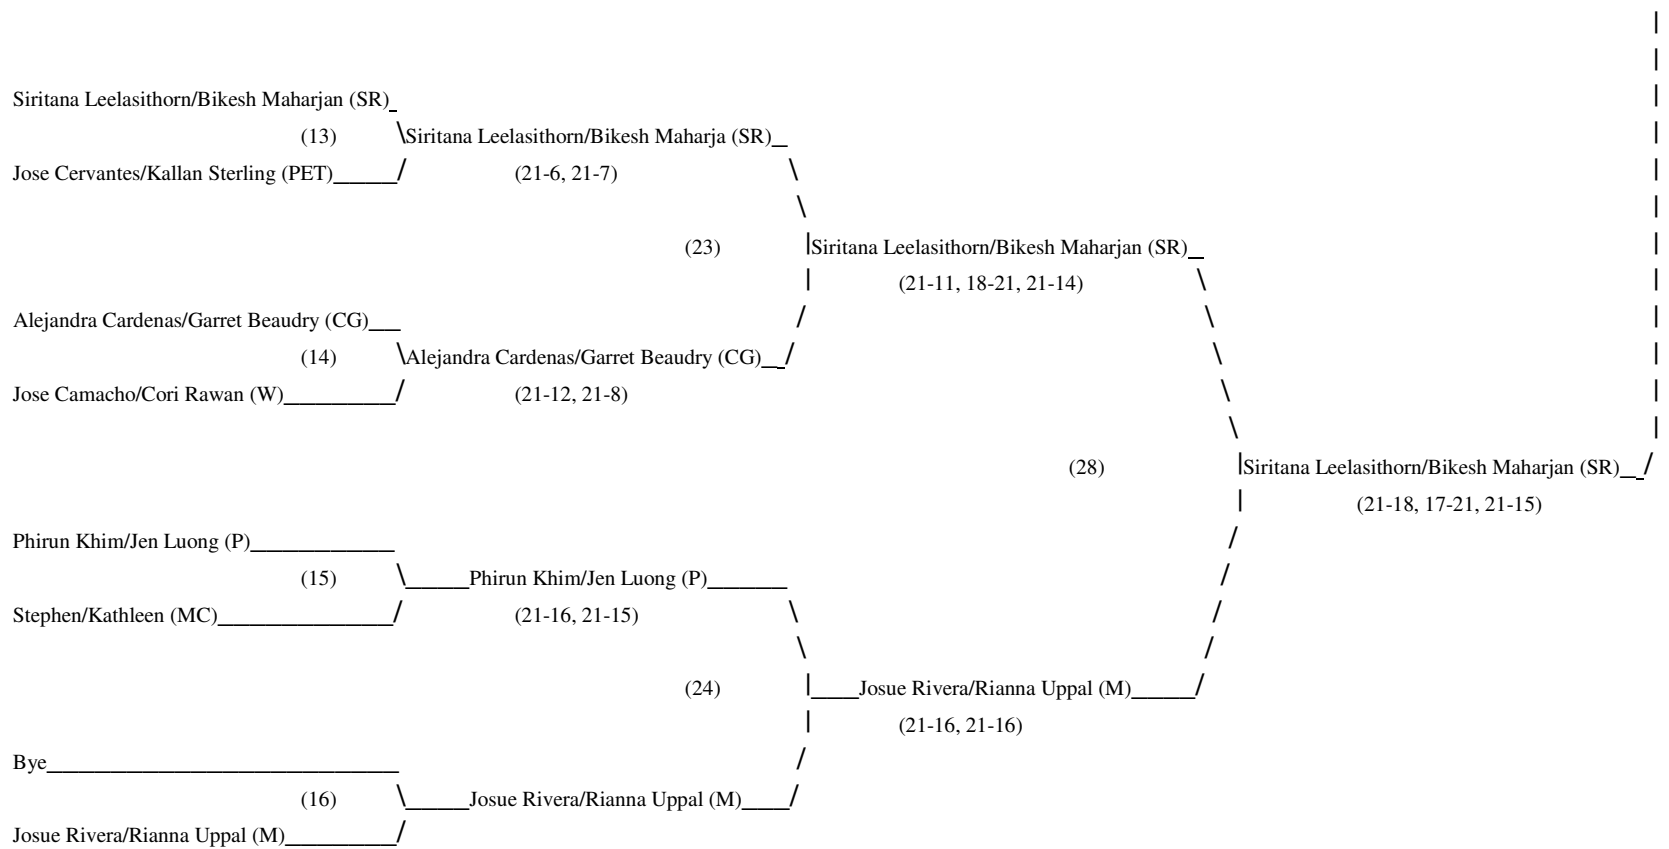 Siritana Leelasithorn/Bikesh Maharjan (SR)
(13) Siritana Leelasithorn/Bikesh Maharja (SR)
Jose Cervantes/Kallan Sterling (PET) (21-6, 21-7)
(23) Siritana Leelasithorn/Bikesh Maharjan (SR)
(21-11, 18-21, 21-14)
Alejandra Cardenas/Garret Beaudry (CG)
(14) Alejandra Cardenas/Garret Beaudry (CG)
Jose Camacho/Cori Rawan (W) (21-12, 21-8)
(28) Siritana Leelasithorn/Bikesh Maharjan (SR)
(21-18, 17-21, 21-15)
Phirun Khim/Jen Luong (P)
(15) Phirun Khim/Jen Luong (P)
Stephen/Kathleen (MC) (21-16, 21-15)
(24) Josue Rivera/Rianna Uppal (M)
(21-16, 21-16)
Bye
(16) Josue Rivera/Rianna Uppal (M)
Josue Rivera/Rianna Uppal (M)